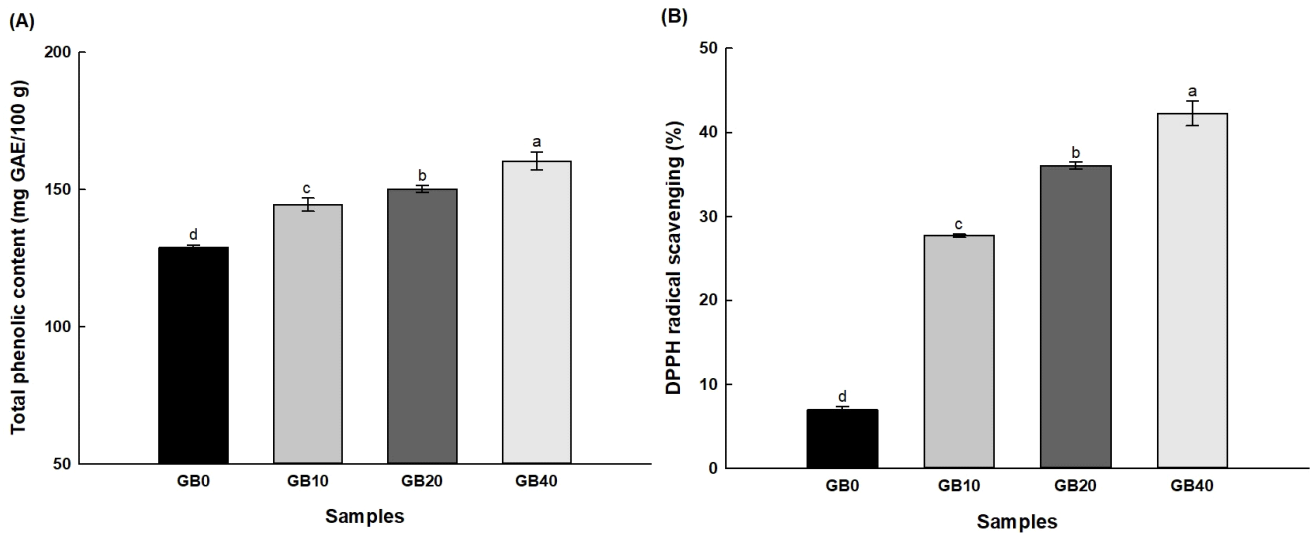 (A)
Total phenolic content (mg GAE/100 g)
200
150
100
50
d
c
b
a
GB0 GB10 GB20 GB40
Samples
(B)
DPPH radical scavenging (%)
50
40
30
20
10
0
d
c
b
a
GB0 GB10 GB20 GB40
Samples